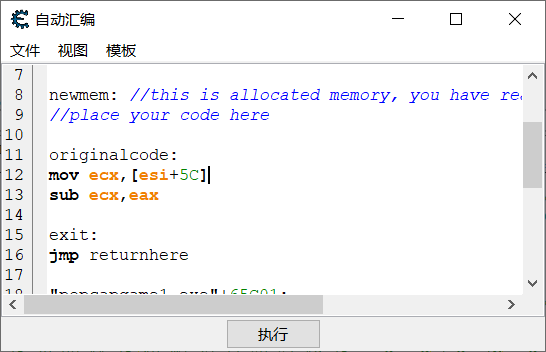 自动汇编
文件 视图 模板
7
8 newmem: //this is allocated memory, you have
9 //place your code here
10
11 originalcode:
12 mov ecx,[esi+5C]
13 sub ecx,eax
14
15 exit:
16 jmp returnhere
17
18
执行